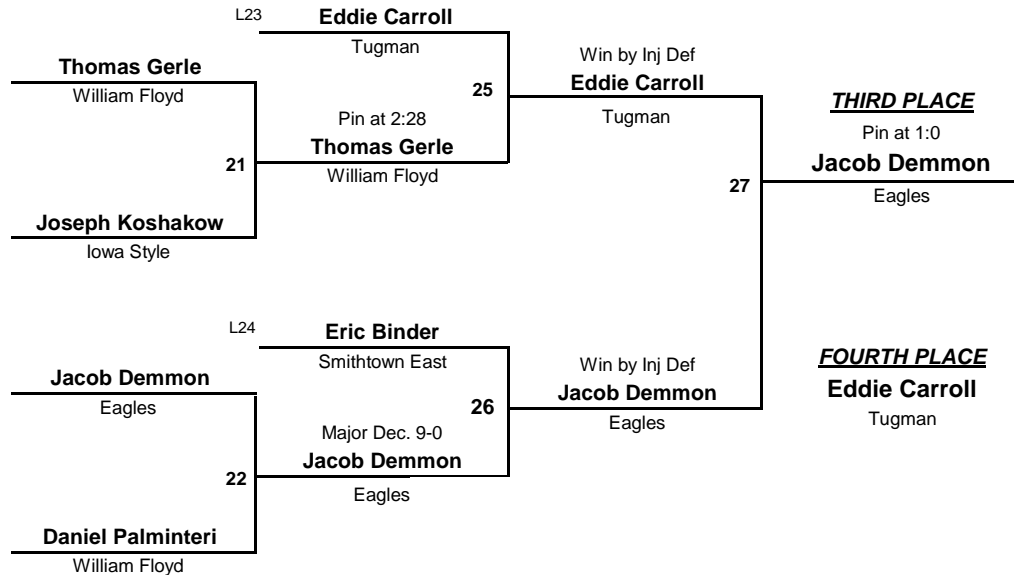 L23
Eddie Carroll
Tugman
Thomas Gerle
William Floyd
25
Win by Inj Def
Eddie Carroll
Tugman
THIRD PLACE
Pin at 1:0
Jacob Demmon
Eagles
Pin at 2:28
Thomas Gerle
William Floyd
21
27
Joseph Koshakow
Iowa Style
L24
Eric Binder
Smithtown East
Jacob Demmon
Eagles
26
Win by Inj Def
Jacob Demmon
Eagles
FOURTH PLACE
Eddie Carroll
Tugman
Major Dec. 9-0
Jacob Demmon
Eagles
22
Daniel Palminteri
William Floyd